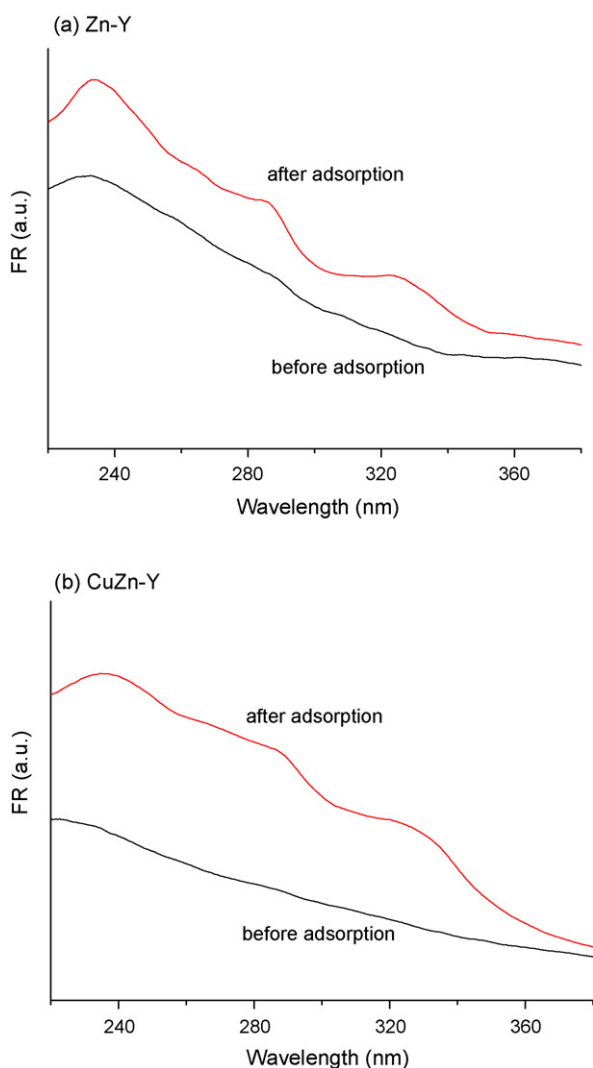 (a) Zn-Y
FR (a.u.)
after adsorption
before adsorption
240 280 320 360
Wavelength (nm)
(b) CuZn-Y
FR (a.u.)
after adsorption
before adsorption
240 280 320 360
Wavelength (nm)